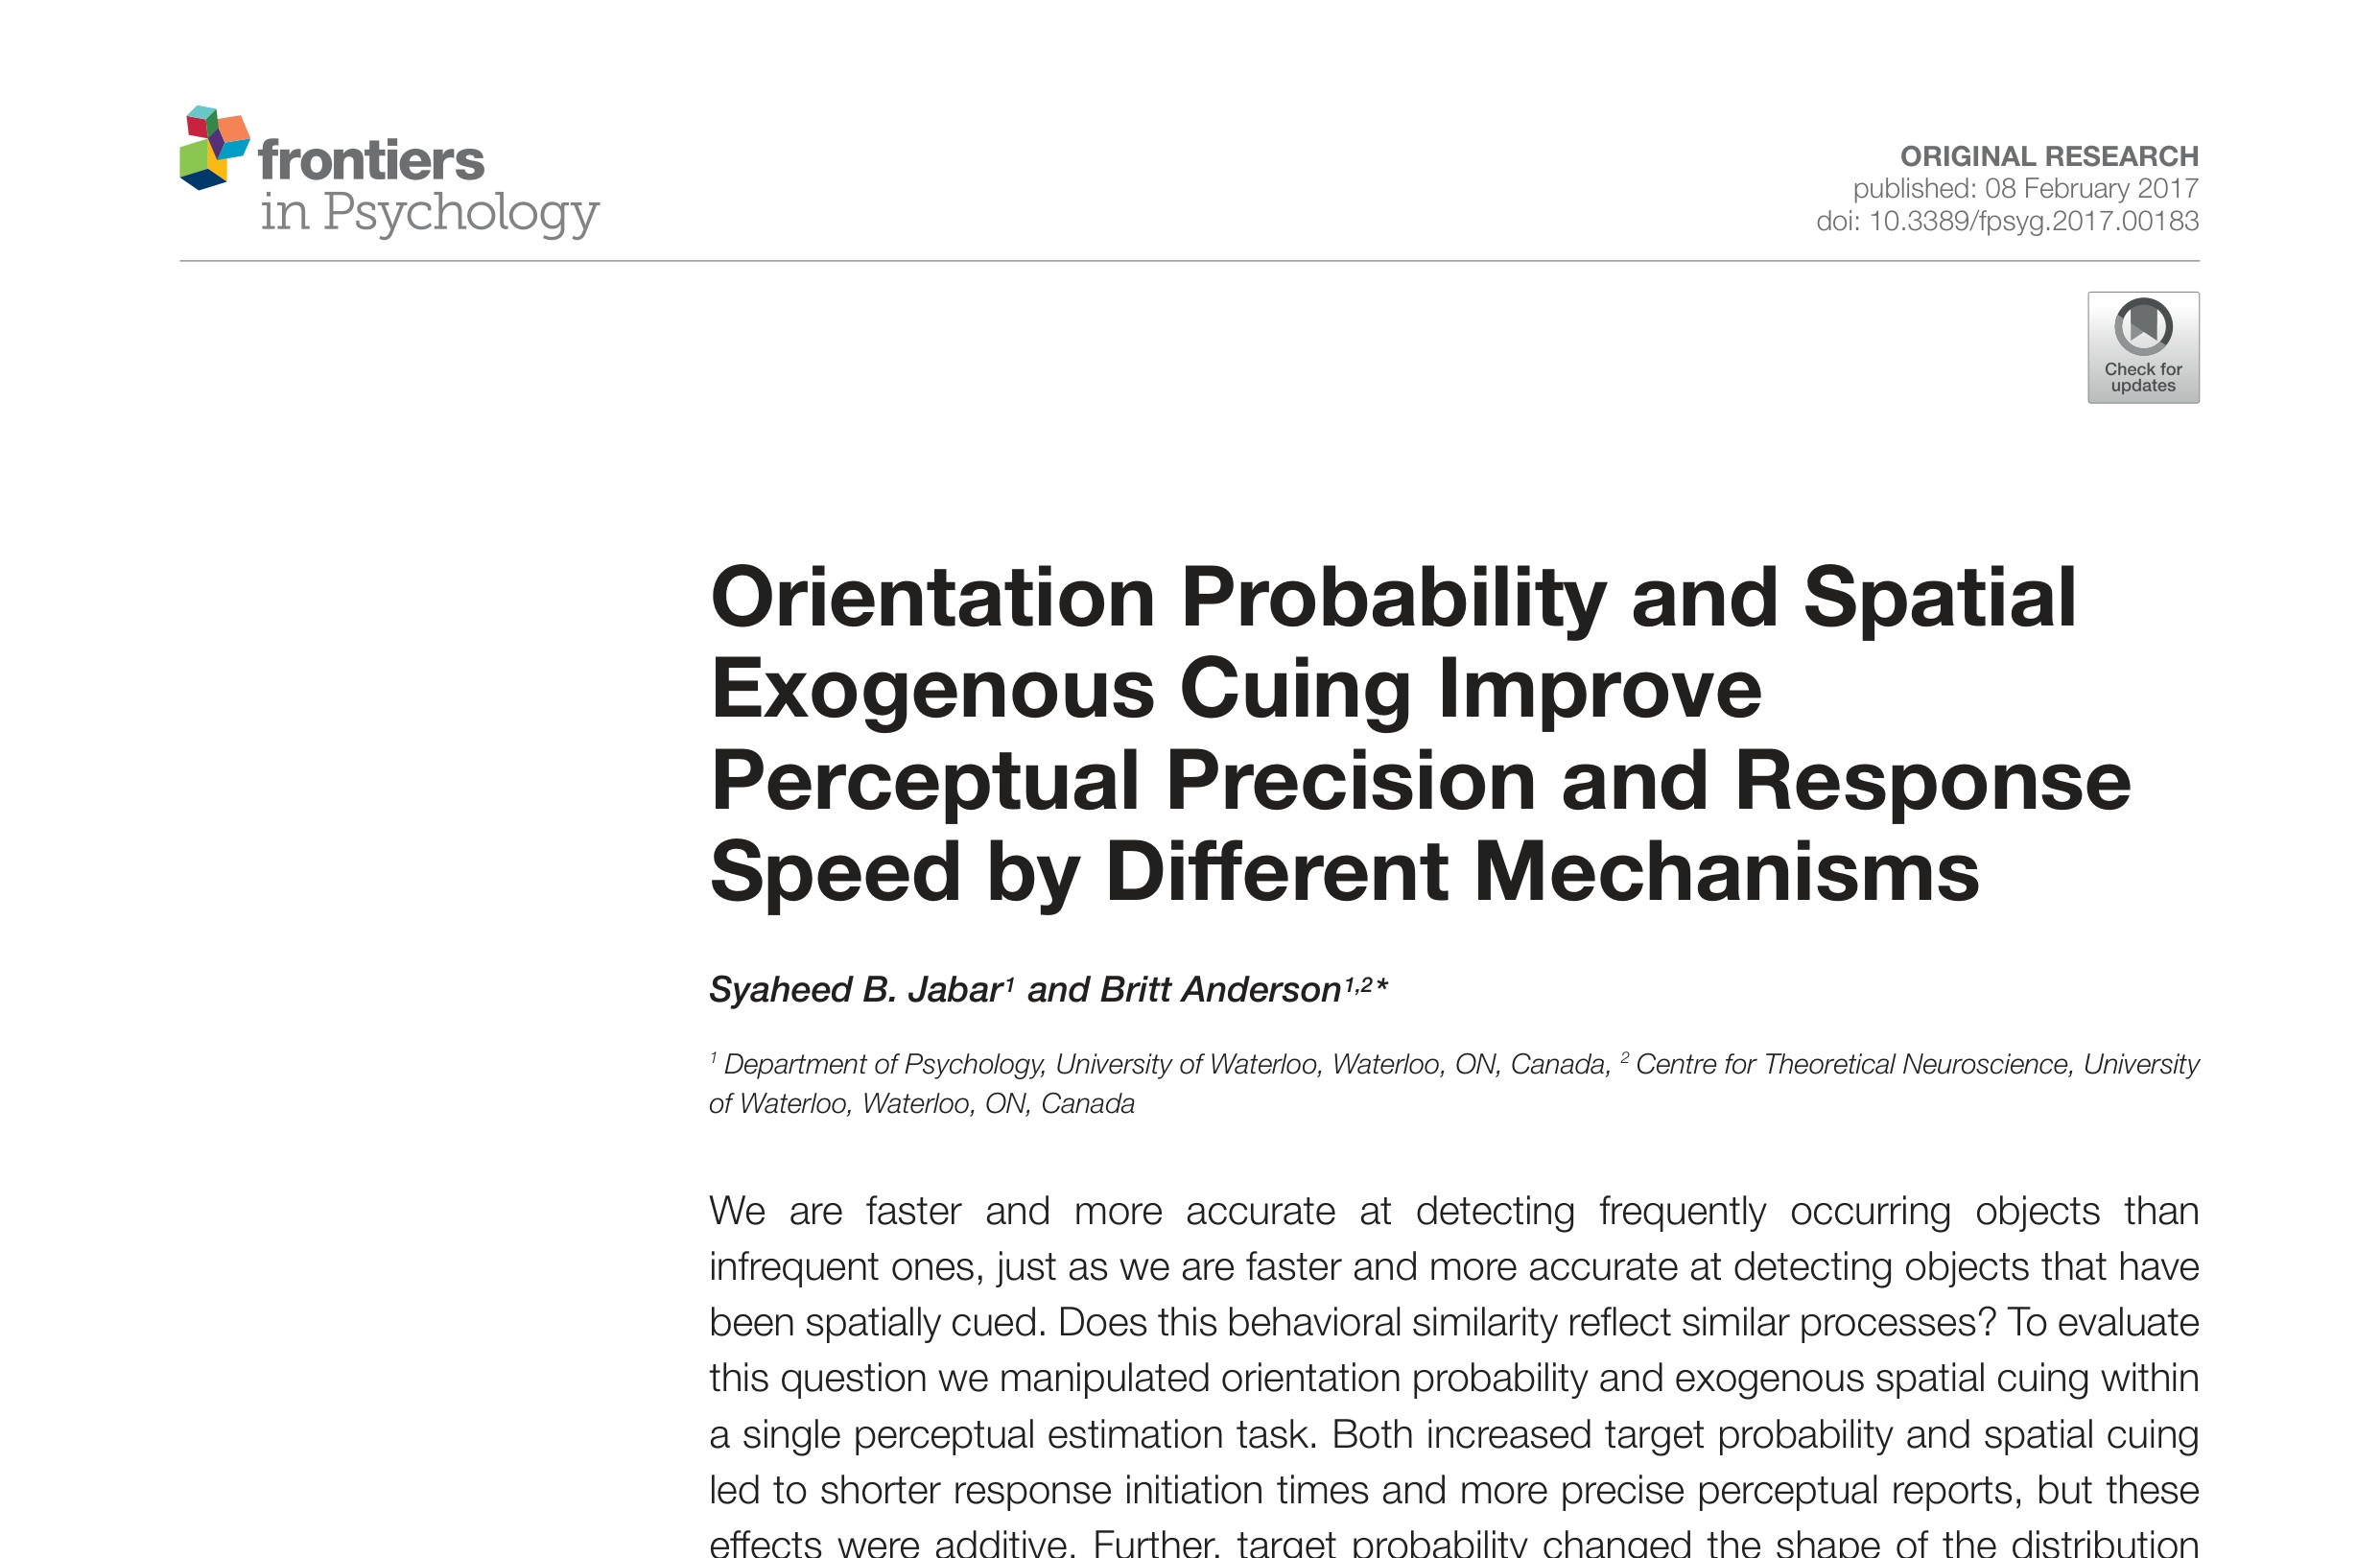 frontiers
in Psychology
ORIGINAL RESEARCH
published: 08 February 2017
doi: 10.3389/fpsyg.2017.00183
Check for
updates
Orientation Probability and Spatial
Exogenous Cuing Improve
Perceptual Precision and Response
Speed by Different Mechanisms
Syaheed B. Jabar¹ and Britt Anderson¹,²*
¹ Department of Psychology, University of Waterloo, Waterloo, ON, Canada, ² Centre for Theoretical Neuroscience, University
of Waterloo, Waterloo, ON, Canada
We are faster and more accurate at detecting frequently occurring objects than
infrequent ones, just as we are faster and more accurate at detecting objects that have
been spatially cued. Does this behavioral similarity reflect similar processes? To evaluate
this question we manipulated orientation probability and exogenous spatial cuing within
a single perceptual estimation task. Both increased target probability and spatial cuing
led to shorter response initiation times and more precise perceptual reports, but these
effects were additive. Further, target probability changed the shape of the distribution